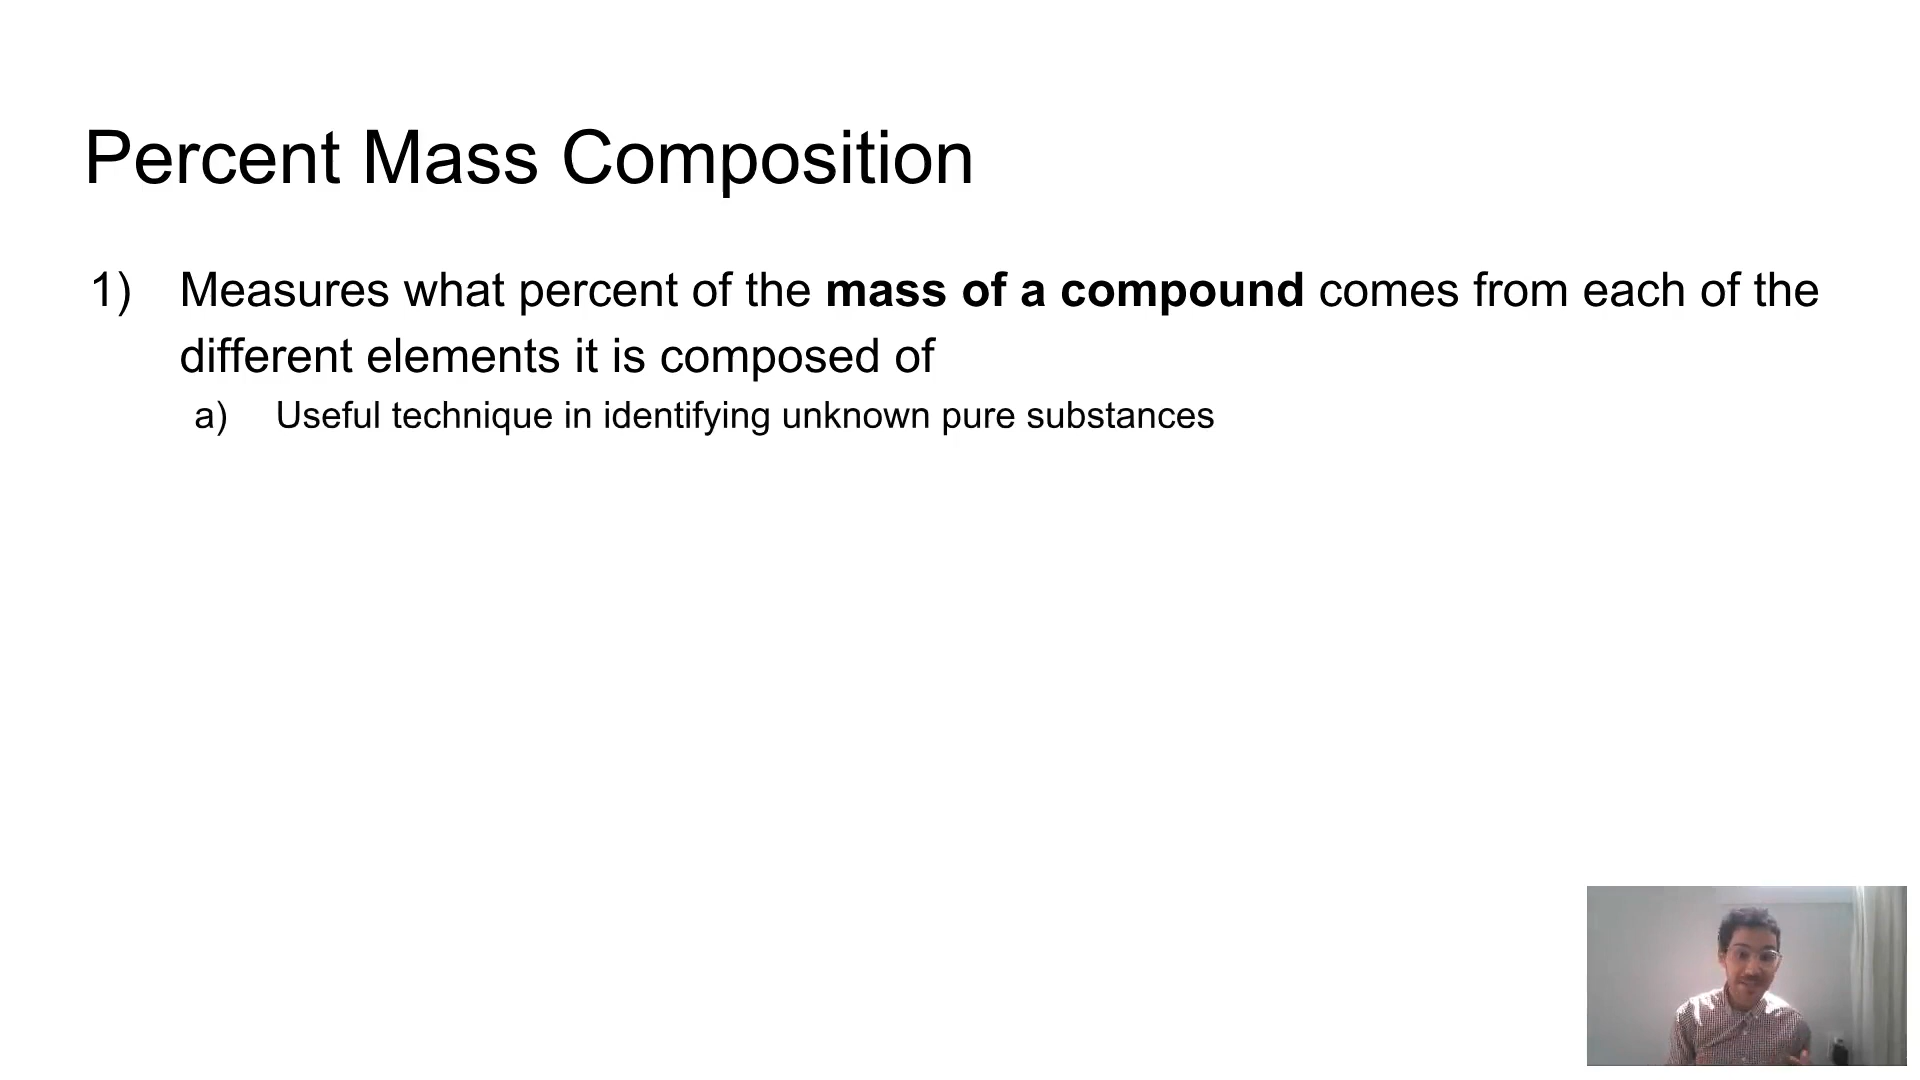 Percent Mass Composition
1) Measures what percent of the mass of a compound comes from each of the
different elements it is composed of
a) Useful technique in identifying unknown pure substances